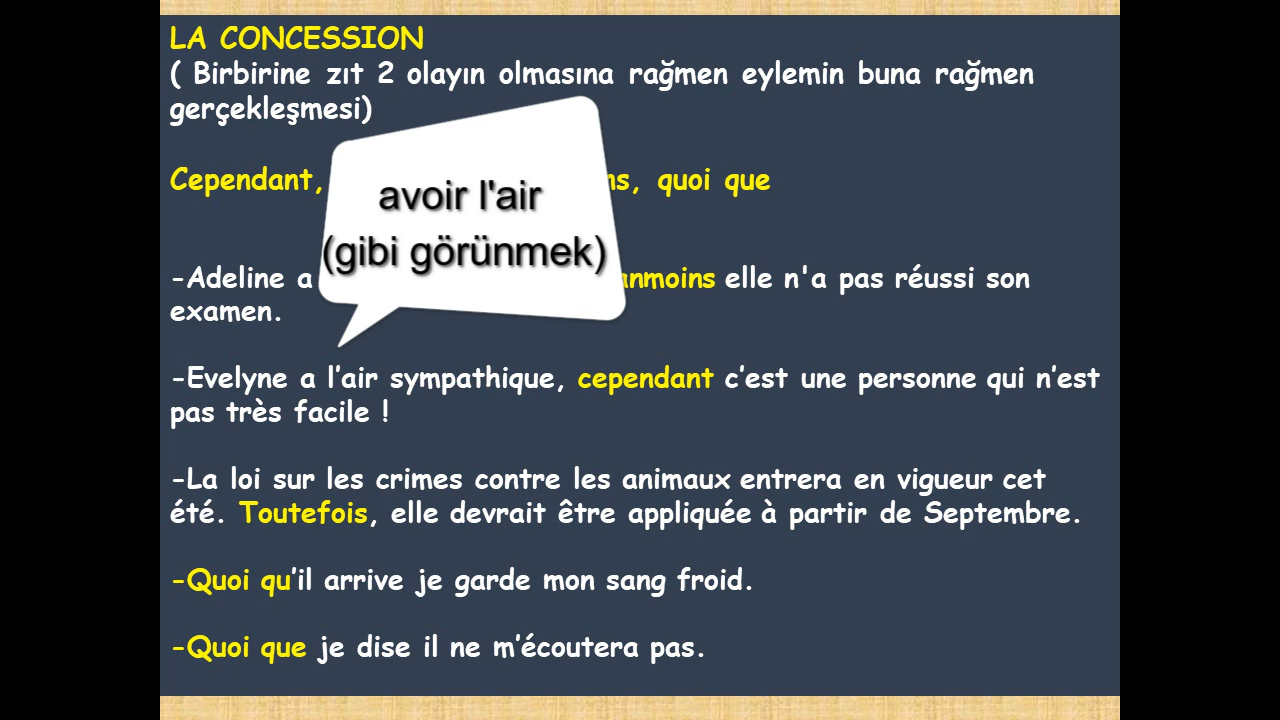 LA CONCESSION
( Birbirine zıt 2 olayın olmasına rağmen eylemin buna rağmen
gerçekleşmesi)
Cependant, quoi que
avoir l'air
(gibi görünmek)
-Adeline a elle n'a pas réussi son
examen.
-Evelyne a l’air sympathique, cependant c’est une personne qui n’est
pas très facile !
-La loi sur les crimes contre les animaux entrera en vigueur cet
été. Toutefois, elle devrait être appliquée à partir de Septembre.
-Quoi qu’il arrive je garde mon sang froid.
-Quoi que je dise il ne m’écoutera pas.